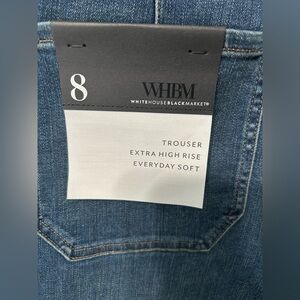 8
WHBM
WHITEHOUSEBLACKMARKET®
TROUSER
EXTRA HIGH RISE
EVERYDAY SOFT